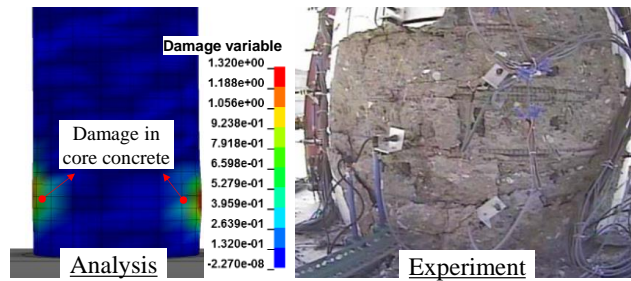 Damage variable
1.320e+00
1.188e+00
1.056e+00
9.238e-01
7.918e-01
6.598e-01
5.279e-01
3.959e-01
2.639e-01
1.320e-01
-2.270e-08
Damage in
core concrete
Analysis
Experiment